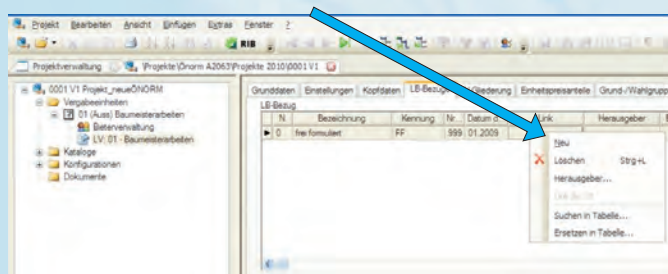 Projekt Bearbeiten Ansicht Einfügen Extras Fenster ?
RIB
Projektverwaltung \Projekte\Önorm A2063\Projekte 2010\0001 V1
0001 V1 Projekt_neueÖNORM
Vergabeeinheiten
01 (Auss) Baumeisterarbeiten
Bieterverwaltung
LV: 01 - Baumeisterarbeiten
Kataloge
Konfigurationen
Dokumente
Grunddaten Einstellungen Kopfdaten LB-Bezug Gliederung Einheitspreisanteile Grund-/Wahlgrupp
LB-Bezug
N. Bezeichnung Kennung Nr. Datum d. Link Herausgeber
0 frei formuliert FF 999 01.2009
Neu
Löschen Strg+L
Herausgeber...
Suchen in Tabelle...
Ersetzen in Tabelle...